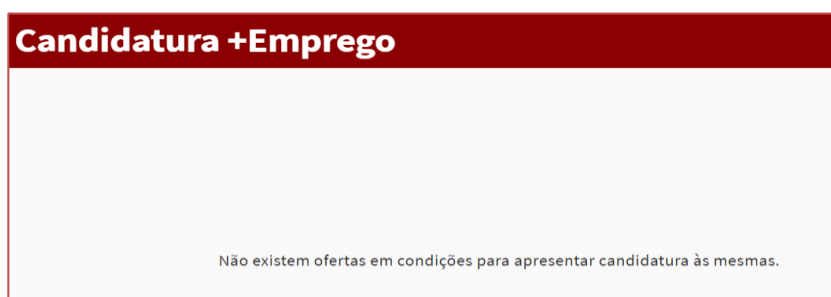 Candidatura +Emprego
Não existem ofertas em condições para apresentar candidatura às mesmas.